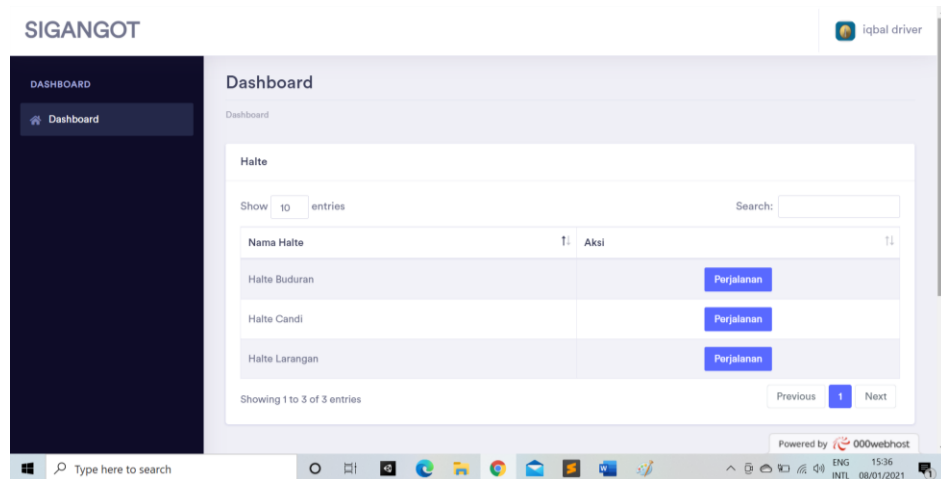 SIGANGOT
iqbal driver
DASHBOARD
Dashboard
Dashboard
Dashboard
Halte
Show 10 entries
Search:
Nama Halte
Aksi
Halte Buduran
Perjalanan
Halte Candi
Perjalanan
Halte Larangan
Perjalanan
Showing 1 to 3 of 3 entries
Previous 1 Next
Powered by 000webhost
Type here to search
ENG
INTL
15:36
08/01/2021